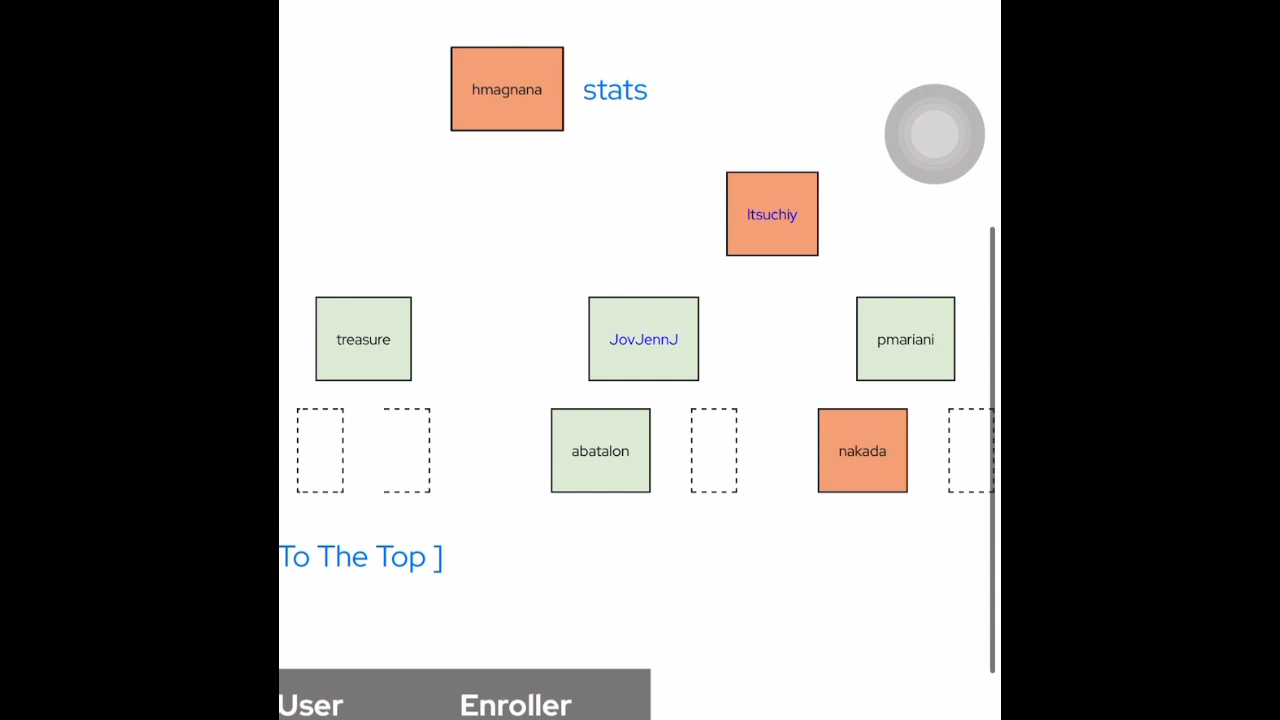 hmagnana stats
ltsuchiy
treasure JovJennJ pmariani
abatalon nakada
To The Top ]
User Enroller